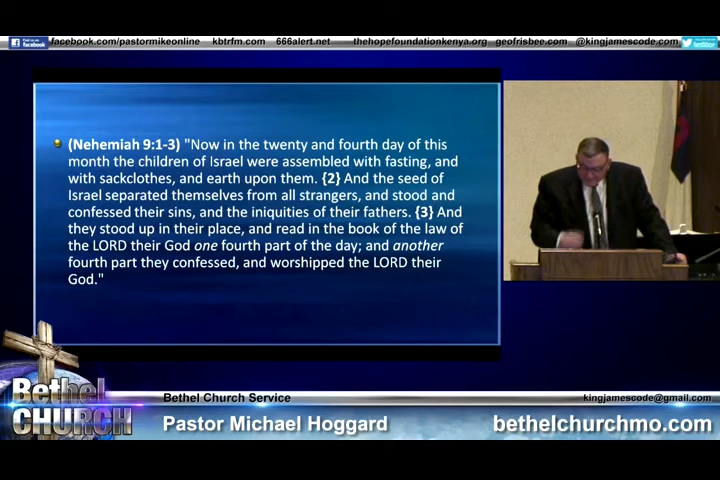 Find us on facebook
facebook.com/pastormikeonline kbtrfm.com 666alert.net thehopefoundationkenya.org geofrisbee.com @kingjamescode.com
(Nehemiah 9:1-3) "Now in the twenty and fourth day of this
month the children of Israel were assembled with fasting, and
with sackclothes, and earth upon them. {2} And the seed of
Israel separated themselves from all strangers, and stood and
confessed their sins, and the iniquities of their fathers. {3} And
they stood up in their place, and read in the book of the law of
the LORD their God one fourth part of the day; and another
fourth part they confessed, and worshipped the LORD their
God."
Bethel
CHURCH
Bethel Church Service
kingjamescode@gmail.com
Pastor Michael Hoggard
bethelchurchmo.com